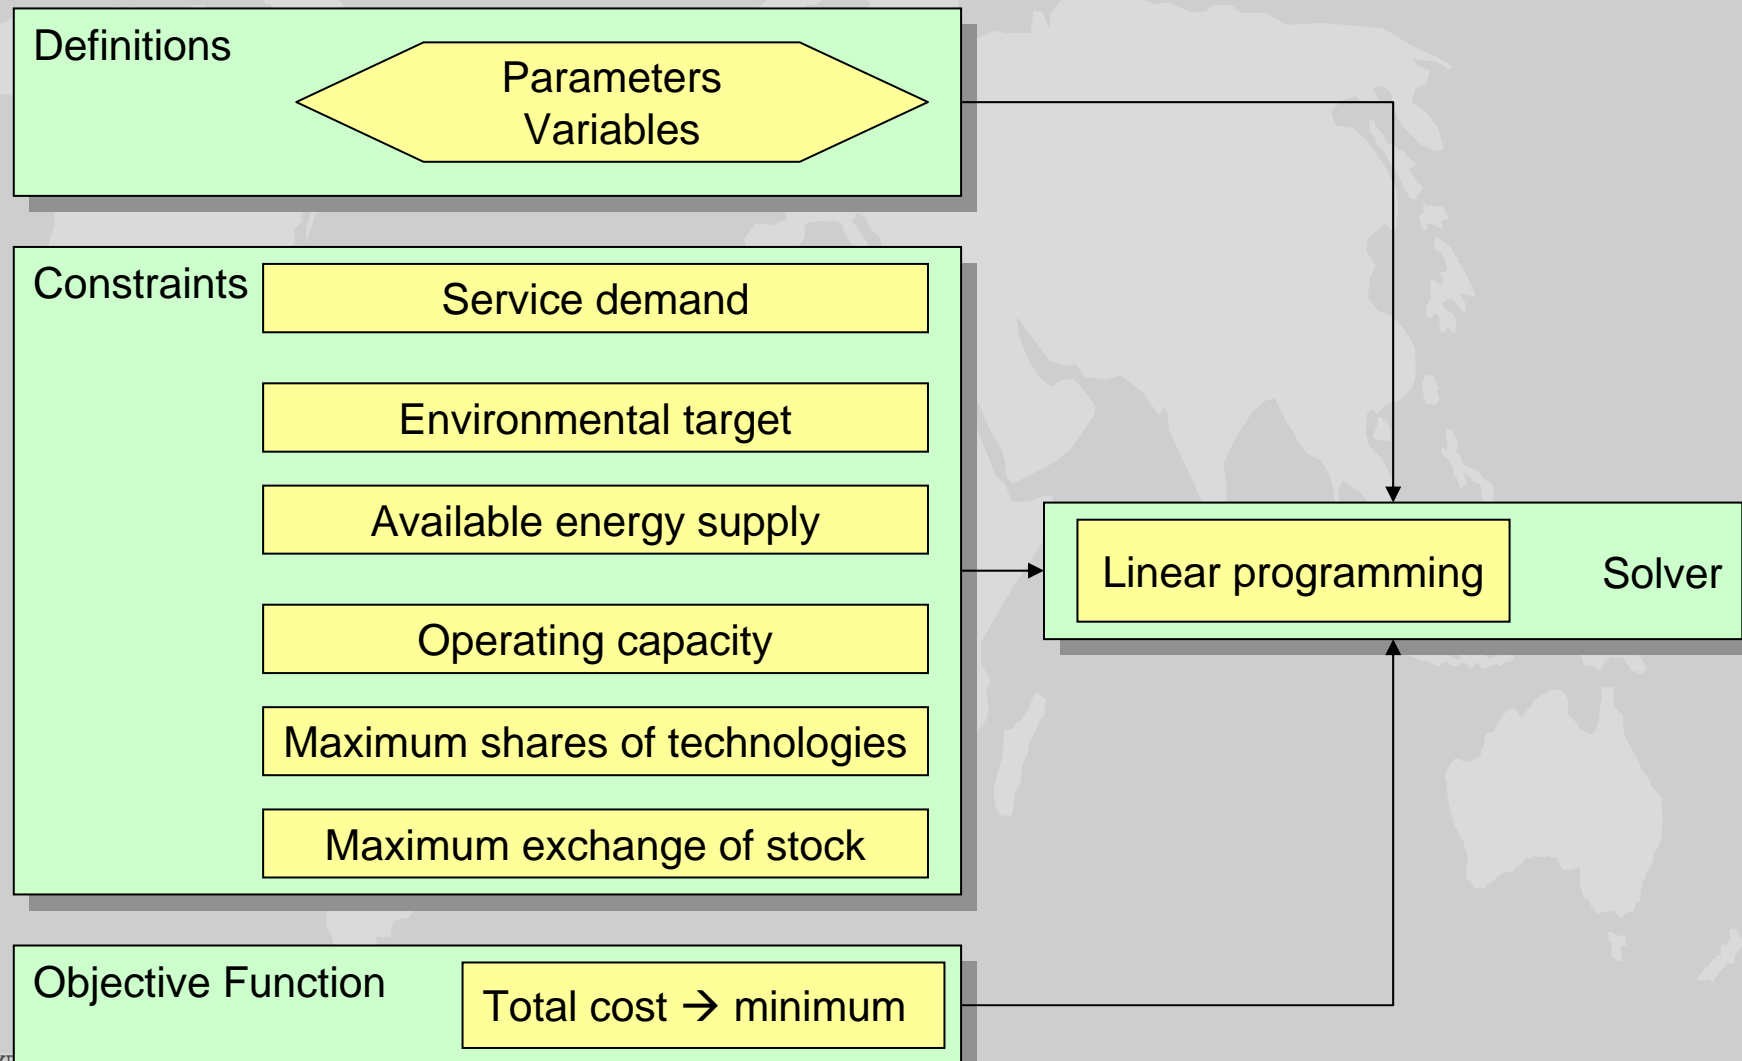 Definitions
Parameters
Variables
Constraints
Service demand
Environmental target
Available energy supply
Operating capacity
Maximum shares of technologies
Maximum exchange of stock
Linear programming
Solver
Objective Function
Total cost → minimum